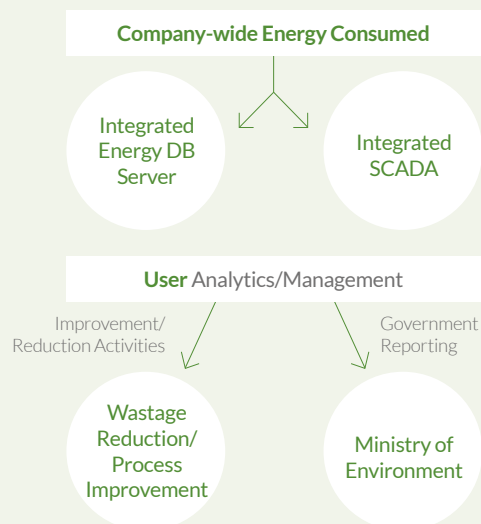 Company-wide Energy Consumed
Integrated
Energy DB
Server
Integrated
SCADA
User Analytics/Management
Improvement/
Reduction Activities
Government
Reporting
Wastage
Reduction/
Process
Improvement
Ministry of
Environment